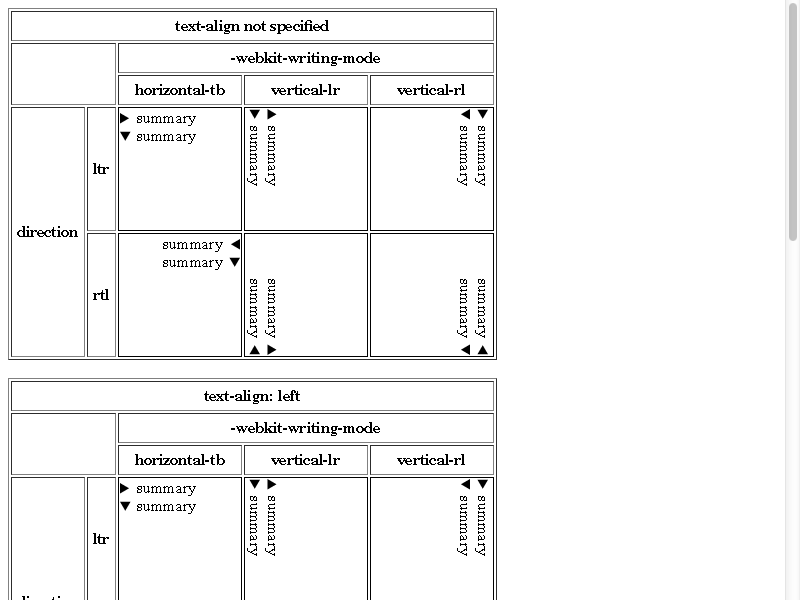 text-align not specified
-webkit-writing-mode
horizontal-tb vertical-lr vertical-rl
direction
ltr
▶ summary
▼ summary
▼ summary
▶ summary
◀ summary
▼ summary
rtl
summary ◀
summary ▼
summary ▲
summary ▶
summary ◀
summary ▲
text-align: left
-webkit-writing-mode
horizontal-tb vertical-lr vertical-rl
ltr
▶ summary
▼ summary
▼ summary
▶ summary
◀ summary
▼ summary